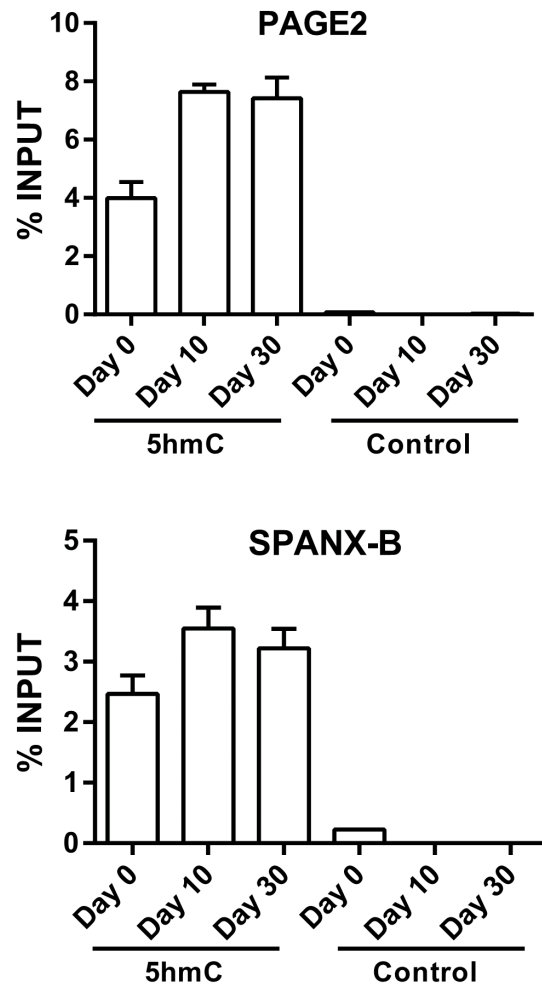 PAGE2
% INPUT
10
8
6
4
2
0
Day 0
Day 10
Day 30
Day 0
Day 10
Day 30
5hmC
Control
SPANX-B
% INPUT
5
4
3
2
1
0
Day 0
Day 10
Day 30
Day 0
Day 10
Day 30
5hmC
Control